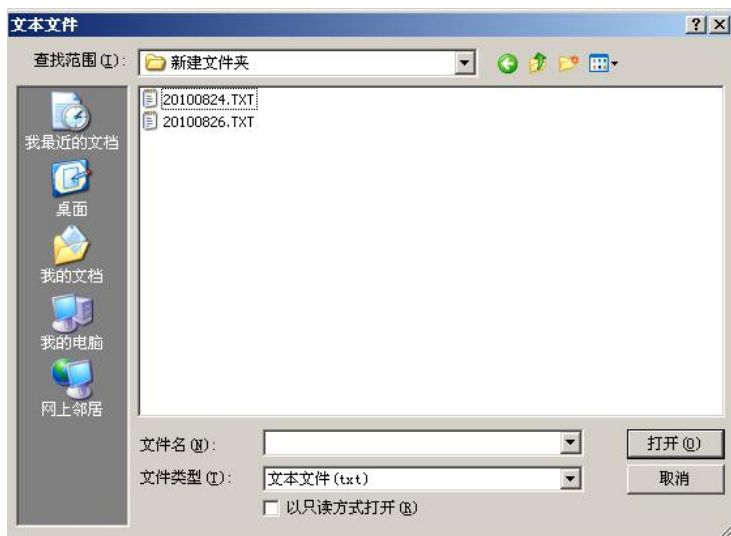 文本文件
查找范围(I):
新建文件夹
20100824.TXT
20100826.TXT
我最近的文档
桌面
我的文档
我的电脑
网上邻居
文件名(N):
打开(O)
文件类型(T):
文本文件(txt)
取消
以只读方式打开(R)